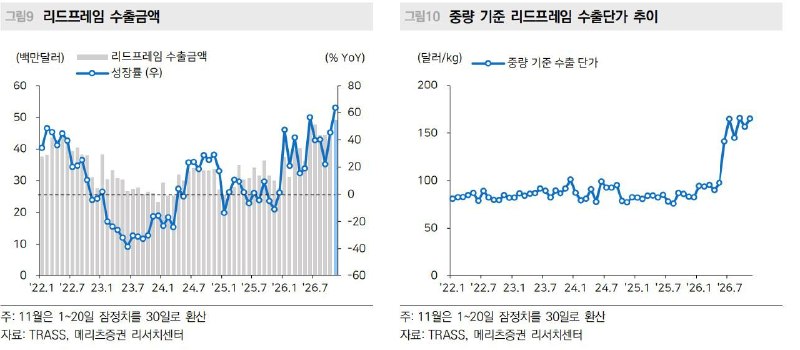 그림9 리드프레임 수출금액
(백만달러)
리드프레임 수출금액
성장률 (우)
(% YoY)
60
50
40
30
20
10
0
80
60
40
20
0
-20
-40
-60
'22.1 '22.7 '23.1 '23.7 '24.1 '24.7 '25.1 '25.7 '26.1 '26.7
주: 11월은 1~20일 잠정치를 30일로 환산
자료: TRASS, 메리츠증권 리서치센터
그림10 중량 기준 리드프레임 수출단가 추이
(달러/kg)
중량 기준 수출 단가
200
150
100
50
0
'22.1 '22.7 '23.1 '23.7 '24.1 '24.7 '25.1 '25.7 '26.1 '26.7
주: 11월은 1~20일 잠정치를 30일로 환산
자료: TRASS, 메리츠증권 리서치센터